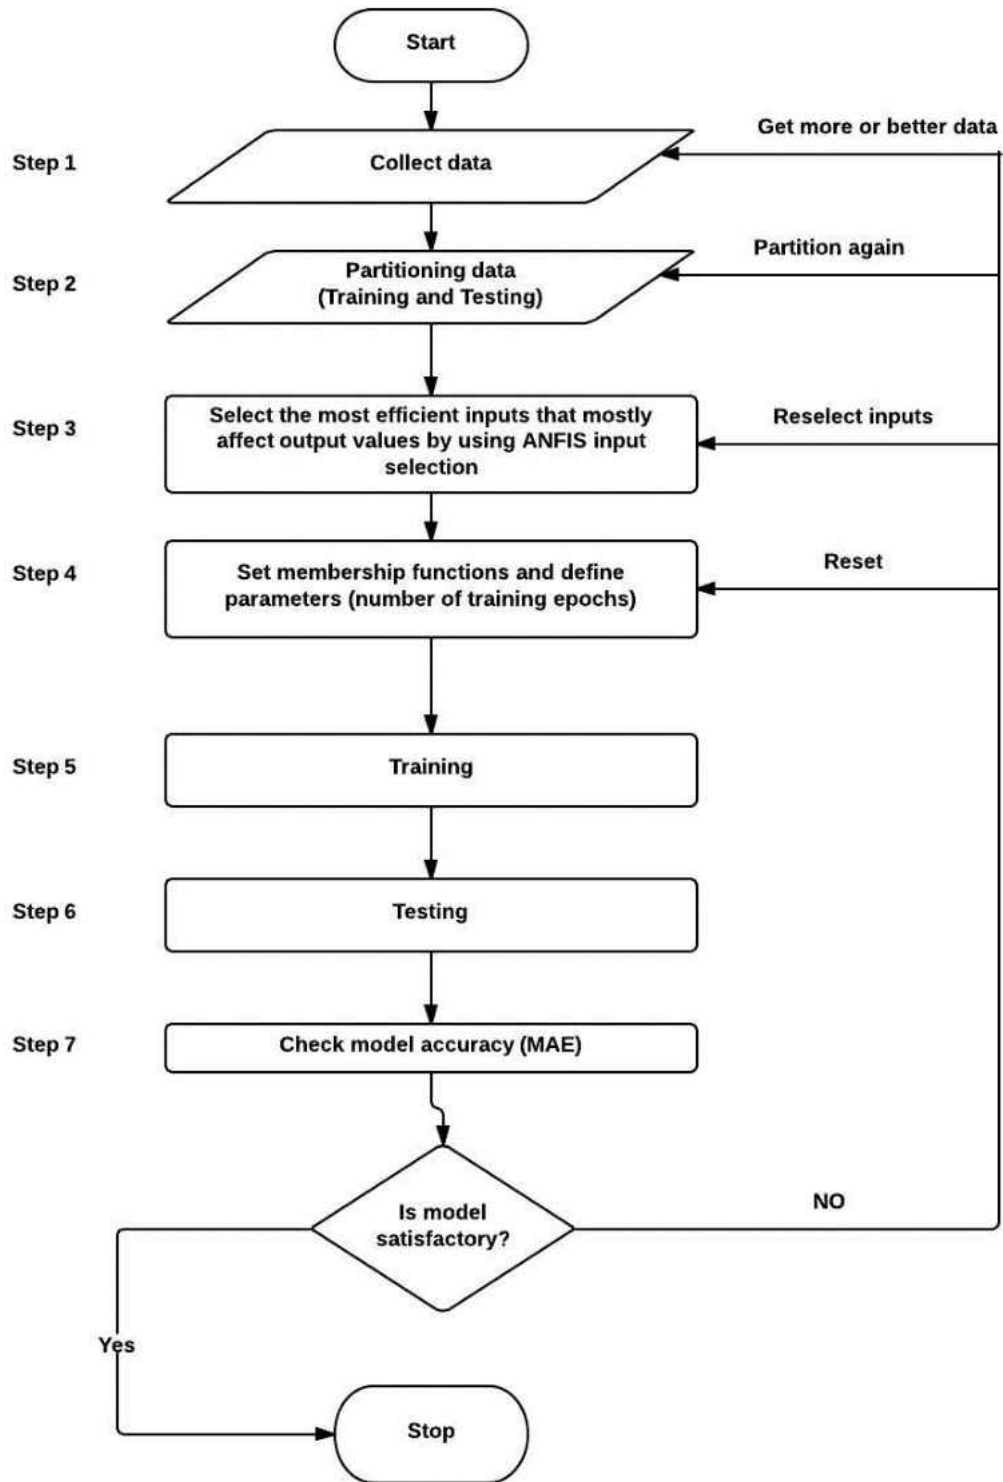 Start
Get more or better data
Step 1
Collect data
Partition again
Step 2
Partitioning data
(Training and Testing)
Step 3
Select the most efficient inputs that mostly
affect output values by using ANFIS input
selection
Reselect inputs
Step 4
Set membership functions and define
parameters (number of training epochs)
Reset
Step 5
Training
Step 6
Testing
Step 7
Check model accuracy (MAE)
Is model
satisfactory?
NO
Yes
Stop